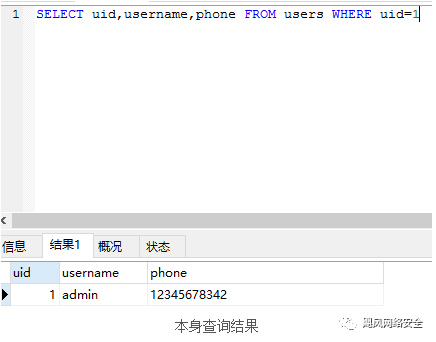 1 SELECT uid,username,phone FROM users WHERE uid=1
信息 结果1 概况 状态
uid username phone
1 admin 12345678342
本身查询结果
飓风网络安全